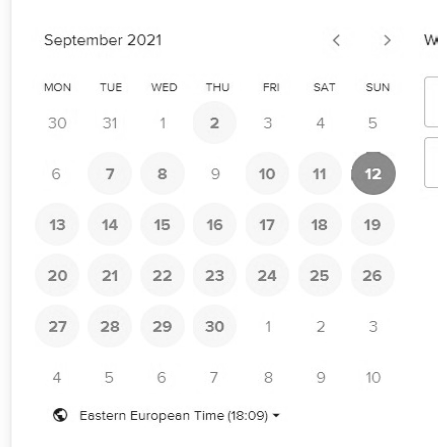 September 2021
MON TUE WED THU FRI SAT SUN
30 31 1 2 3 4 5
6 7 8 9 10 11 12
13 14 15 16 17 18 19
20 21 22 23 24 25 26
27 28 29 30 1 2 3
4 5 6 7 8 9 10
Eastern European Time (18:09)